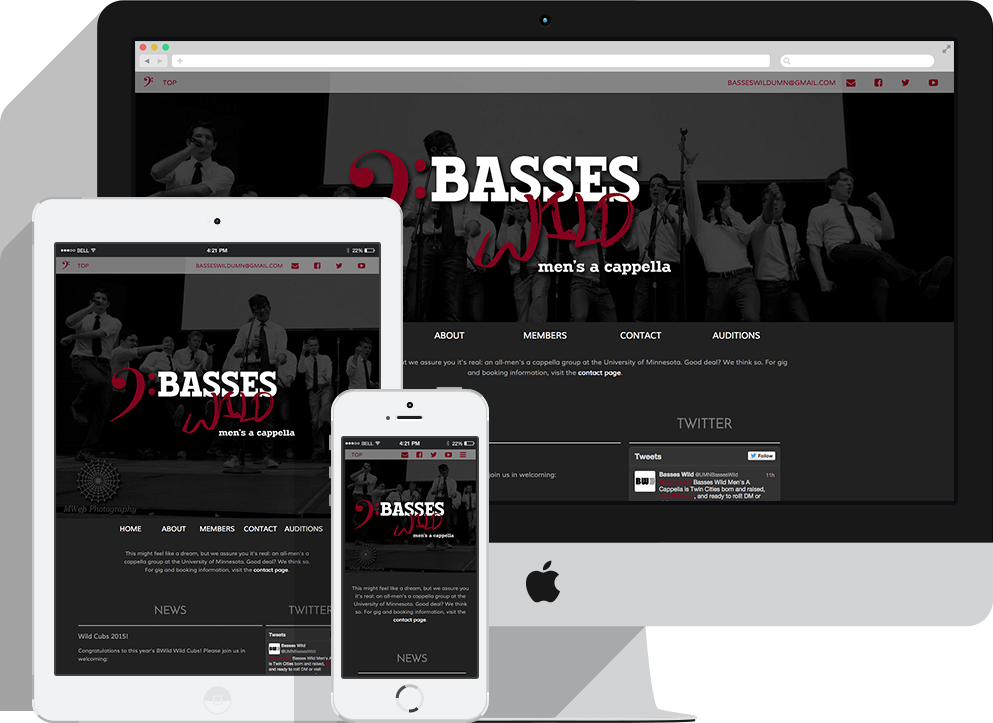 TOP
BASSESWILDUMN@GMAIL.COM
BASSES
WILD
men's a cappella
ABOUT
MEMBERS
CONTACT
AUDITIONS
but we assure you it's real: an all-men's a cappella group at the University of Minnesota. Good deal? We think so. For gig
and booking information, visit the contact page.
TWITTER
join us in welcoming:
Tweets
Follow
Basses Wild @UMNBassesWild
11h
Basses Wild Men's A
Cappella is Twin Cities born and raised,
, and ready to roll! DM or
BW
BELL
4:21 PM
22%
TOP
BASSESWILDUMN@GMAIL.COM
BASSES
WILD
men's a cappella
MWeb Photography
HOME
ABOUT
MEMBERS
CONTACT
AUDITIONS
This might feel like a dream, but we assure you it's real: an all-men's a
cappella group at the University of Minnesota. Good deal? We think so.
For gig and booking information, visit the contact page.
NEWS
TWITTER
Wild Cubs 2015!
Congratulations to this year's BWild Wild Cubs! Please join us in
welcoming:
Tweets
Basses Wild
@UMNBassesWild
Basses Wild Men's A
is Twin Cities born and raised,
and ready to roll! DM or visit
BELL
4:21 PM
22%
TOP
BASSES
WILD
men's a cappella
This might feel like a dream, but we assure you
it's real: an all-men's a cappella group at the
University of Minnesota. Good deal? We think
so. For gig and booking information, visit the
contact page.
NEWS